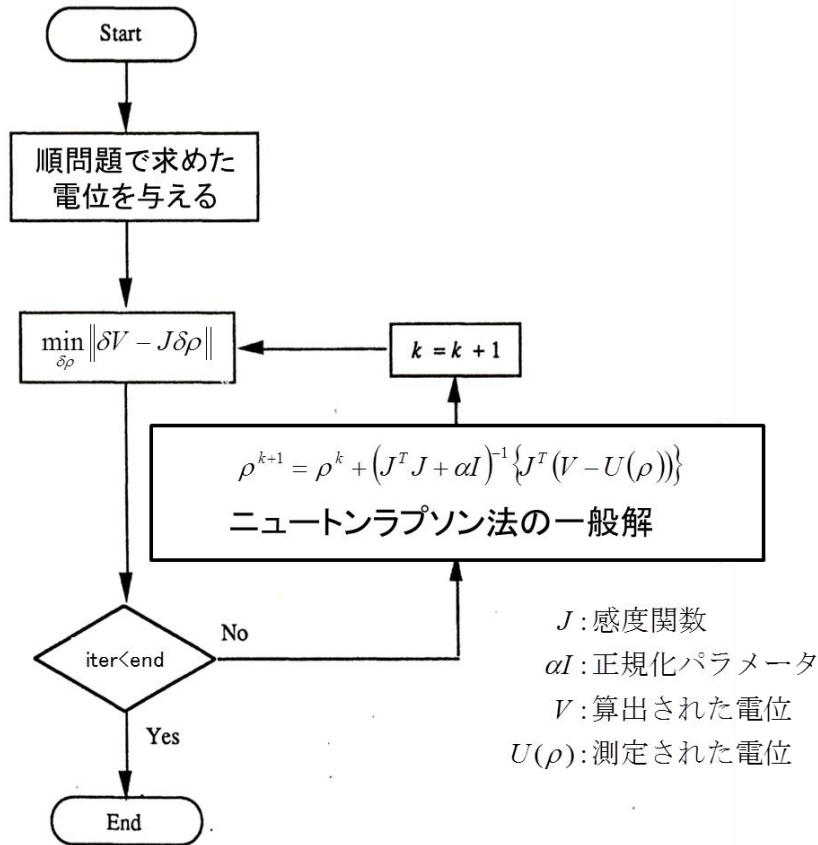 Start
順問題で求めた
電位を与える
min_{δρ} ‖δV − Jδρ‖
k = k + 1
ρ^{k+1} = ρ^k + (J^T J + αI)^{-1} {J^T (V − U(ρ))}
ニュートンラプソン法の一般解
iter<end
No
Yes
End
J : 感度関数
αI : 正規化パラメータ
V : 算出された電位
U(ρ) : 測定された電位